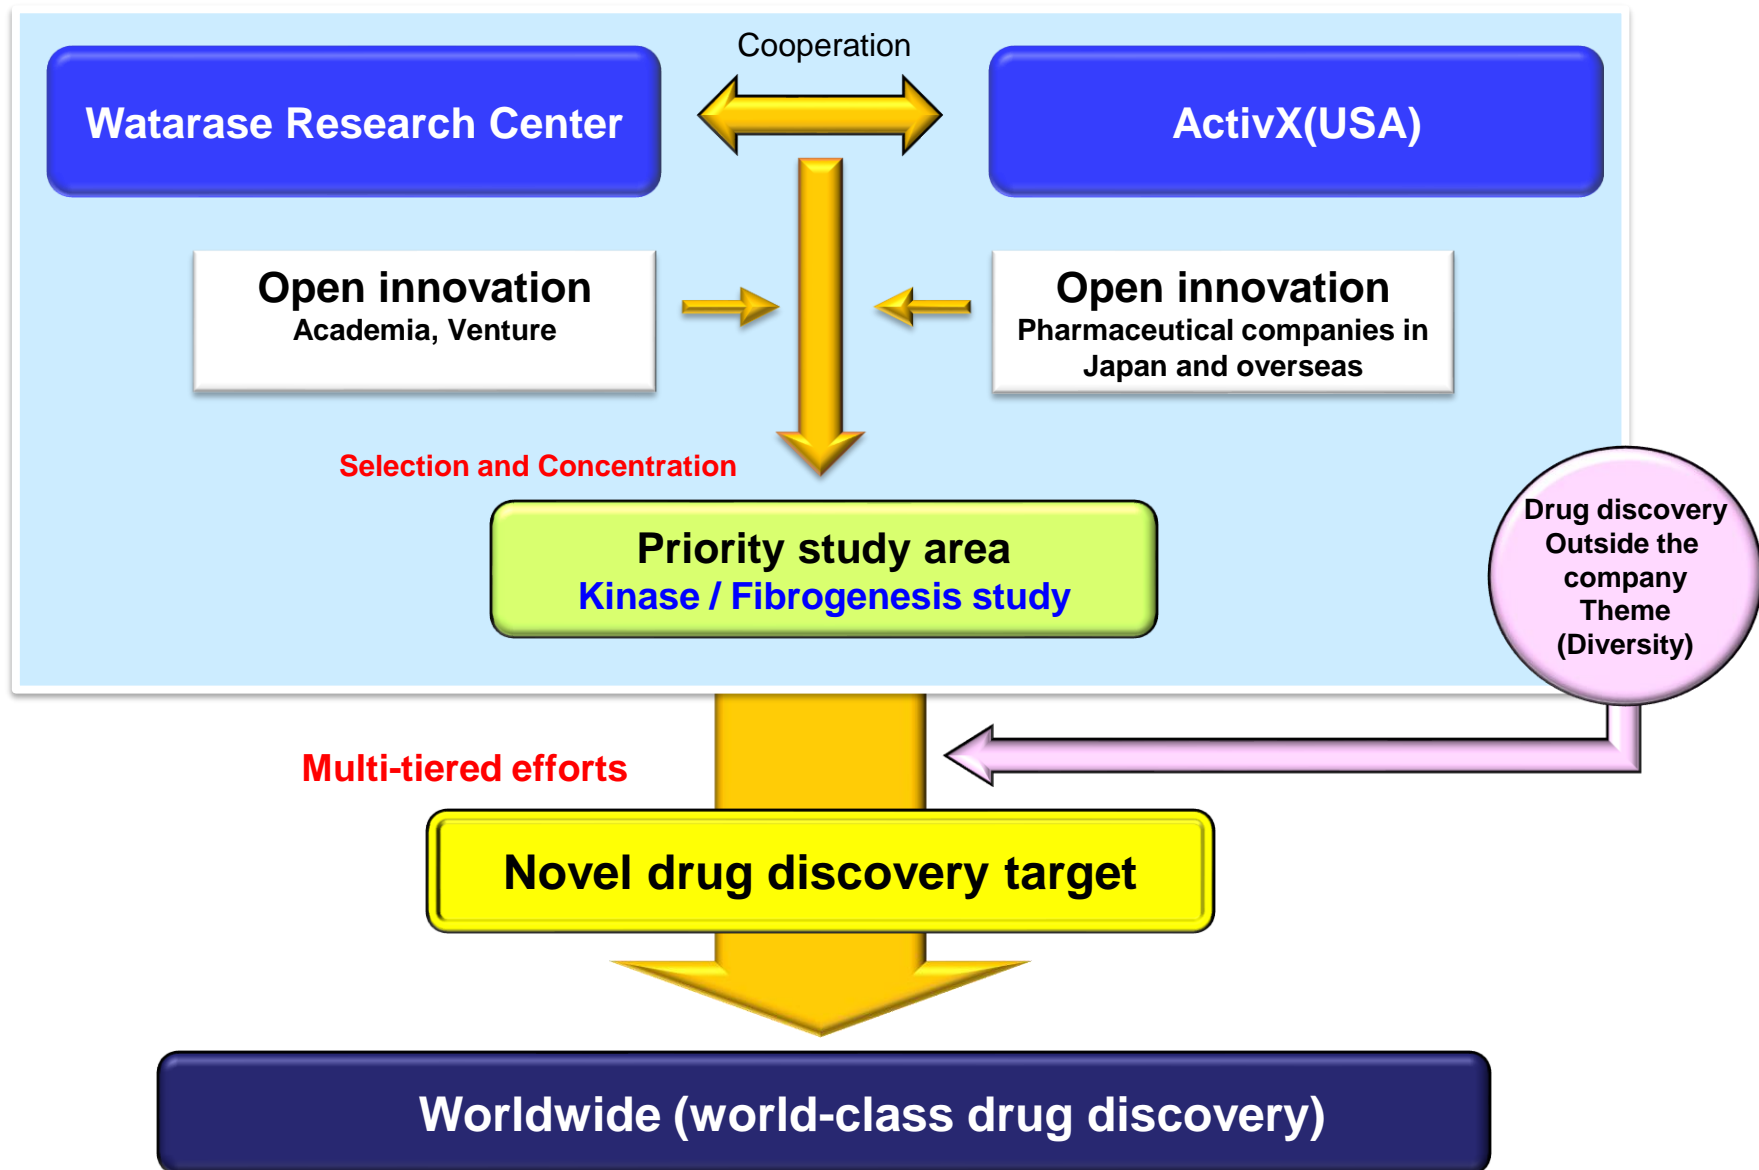 Cooperation
Watarase Research Center
ActivX(USA)
Open innovation
Academia, Venture
Open innovation
Pharmaceutical companies in
Japan and overseas
Selection and Concentration
Priority study area
Kinase / Fibrogenesis study
Drug discovery
Outside the
company
Theme
(Diversity)
Multi-tiered efforts
Novel drug discovery target
Worldwide (world-class drug discovery)